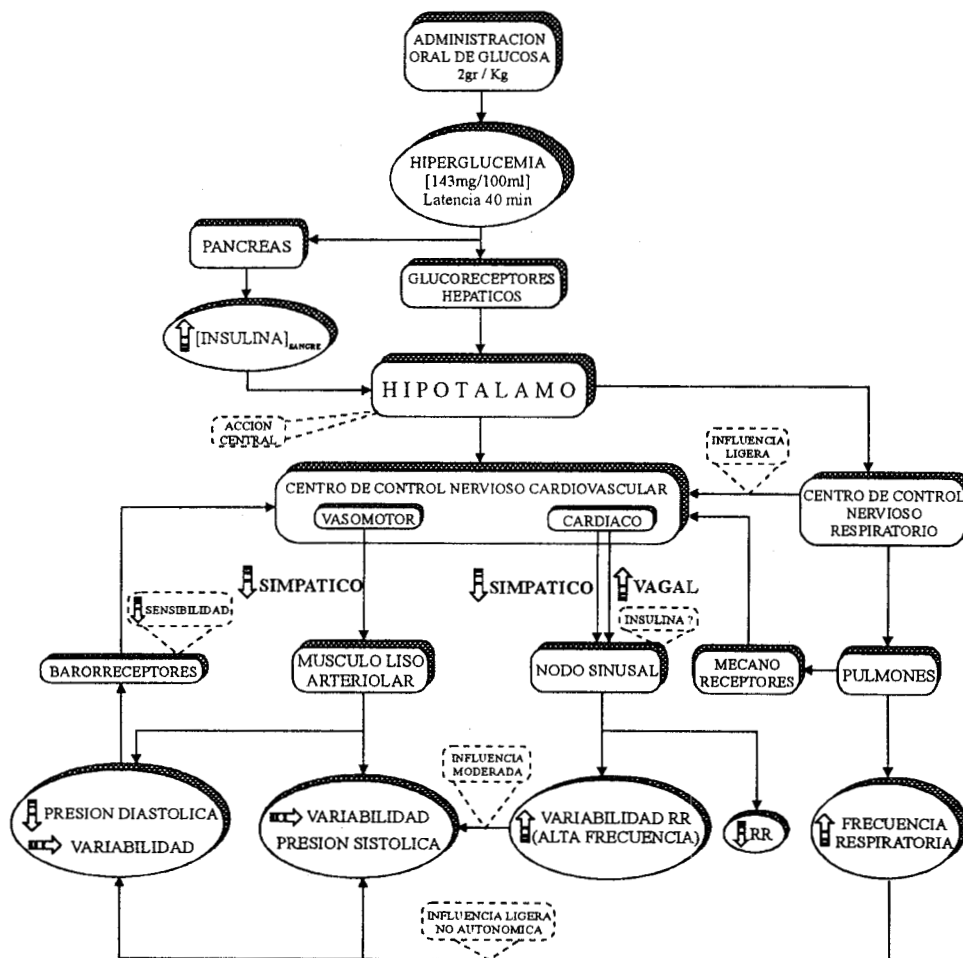 ADMINISTRACION
ORAL DE GLUCOSA
2gr / Kg
HIPERGLUCEMIA
[143mg/100ml]
Latencia 40 min
PANCREAS
GLUCORECEPTORES
HEPATICOS
[INSULINA]SANGRE
HIPOTALAMO
ACCION
CENTRAL
INFLUENCIA
LIGERA
CENTRO DE CONTROL NERVIOSO CARDIOVASCULAR
VASOMOTOR
CARDIACO
CENTRO DE CONTROL
NERVIOSO
RESPIRATORIO
SIMPATICO
SIMPATICO
VAGAL
SENSIBILIDAD
INSULINA ?
BARORRECEPTORES
MUSCULO LISO
ARTERIOLAR
NODO SINUSAL
MECANO
RECEPTORES
PULMONES
INFLUENCIA
MODERADA
PRESION DIASTOLICA
VARIABILIDAD
VARIABILIDAD
PRESION SISTOLICA
VARIABILIDAD RR
(ALTA FRECUENCIA)
RR
FRECUENCIA
RESPIRATORIA
INFLUENCIA LIGERA
NO AUTONOMICA